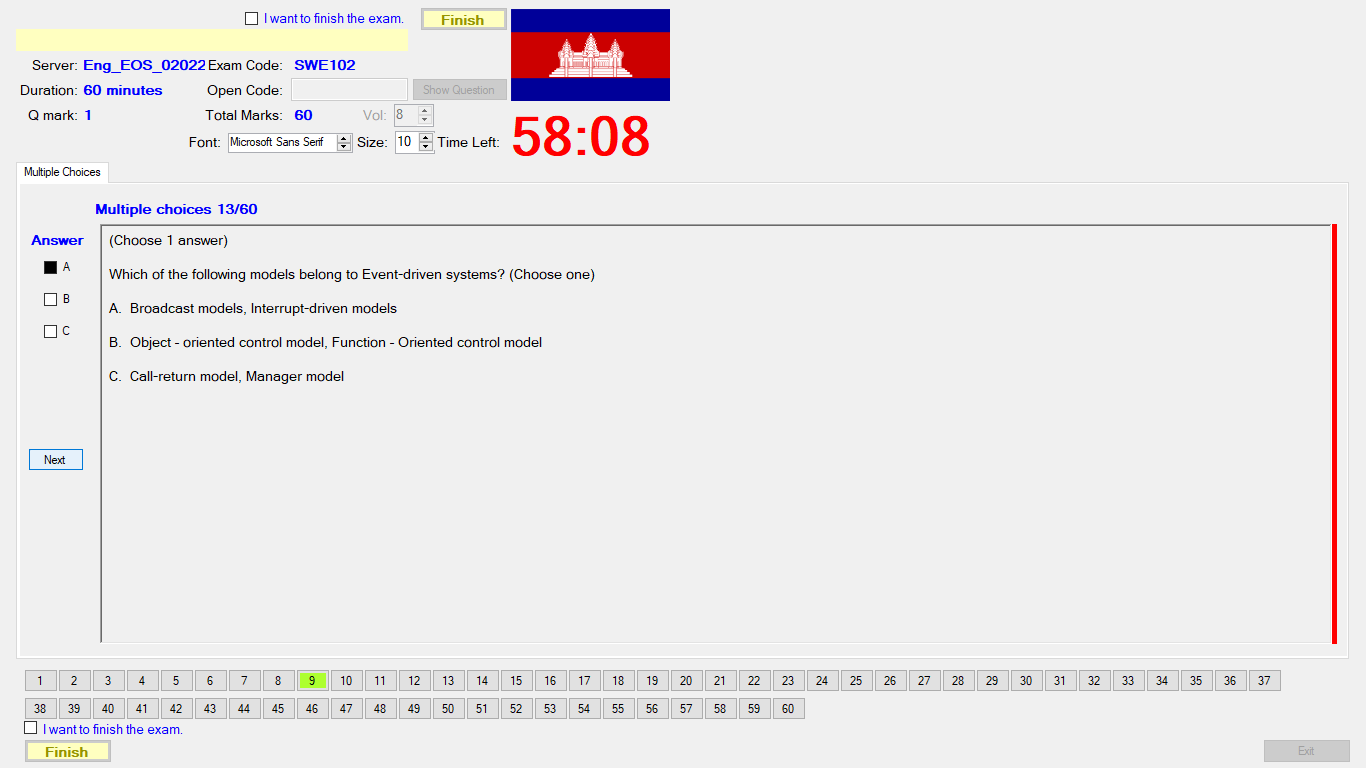 I want to finish the exam. Finish
Server: Eng_EOS_02022 Exam Code: SWE102
Duration: 60 minutes Open Code: Show Question
Q mark: 1 Total Marks: 60 Vol: 8
Font: Microsoft Sans Serif Size: 10 Time Left: 58:08
Multiple Choices
Multiple choices 13/60
Answer
(Choose 1 answer)
A
Which of the following models belong to Event-driven systems? (Choose one)
B
A. Broadcast models, Interrupt-driven models
C
B. Object - oriented control model, Function - Oriented control model
C. Call-return model, Manager model
Next
1 2 3 4 5 6 7 8 9 10 11 12 13 14 15 16 17 18 19 20 21 22 23 24 25 26 27 28 29 30 31 32 33 34 35 36 37
38 39 40 41 42 43 44 45 46 47 48 49 50 51 52 53 54 55 56 57 58 59 60
I want to finish the exam.
Finish Exit